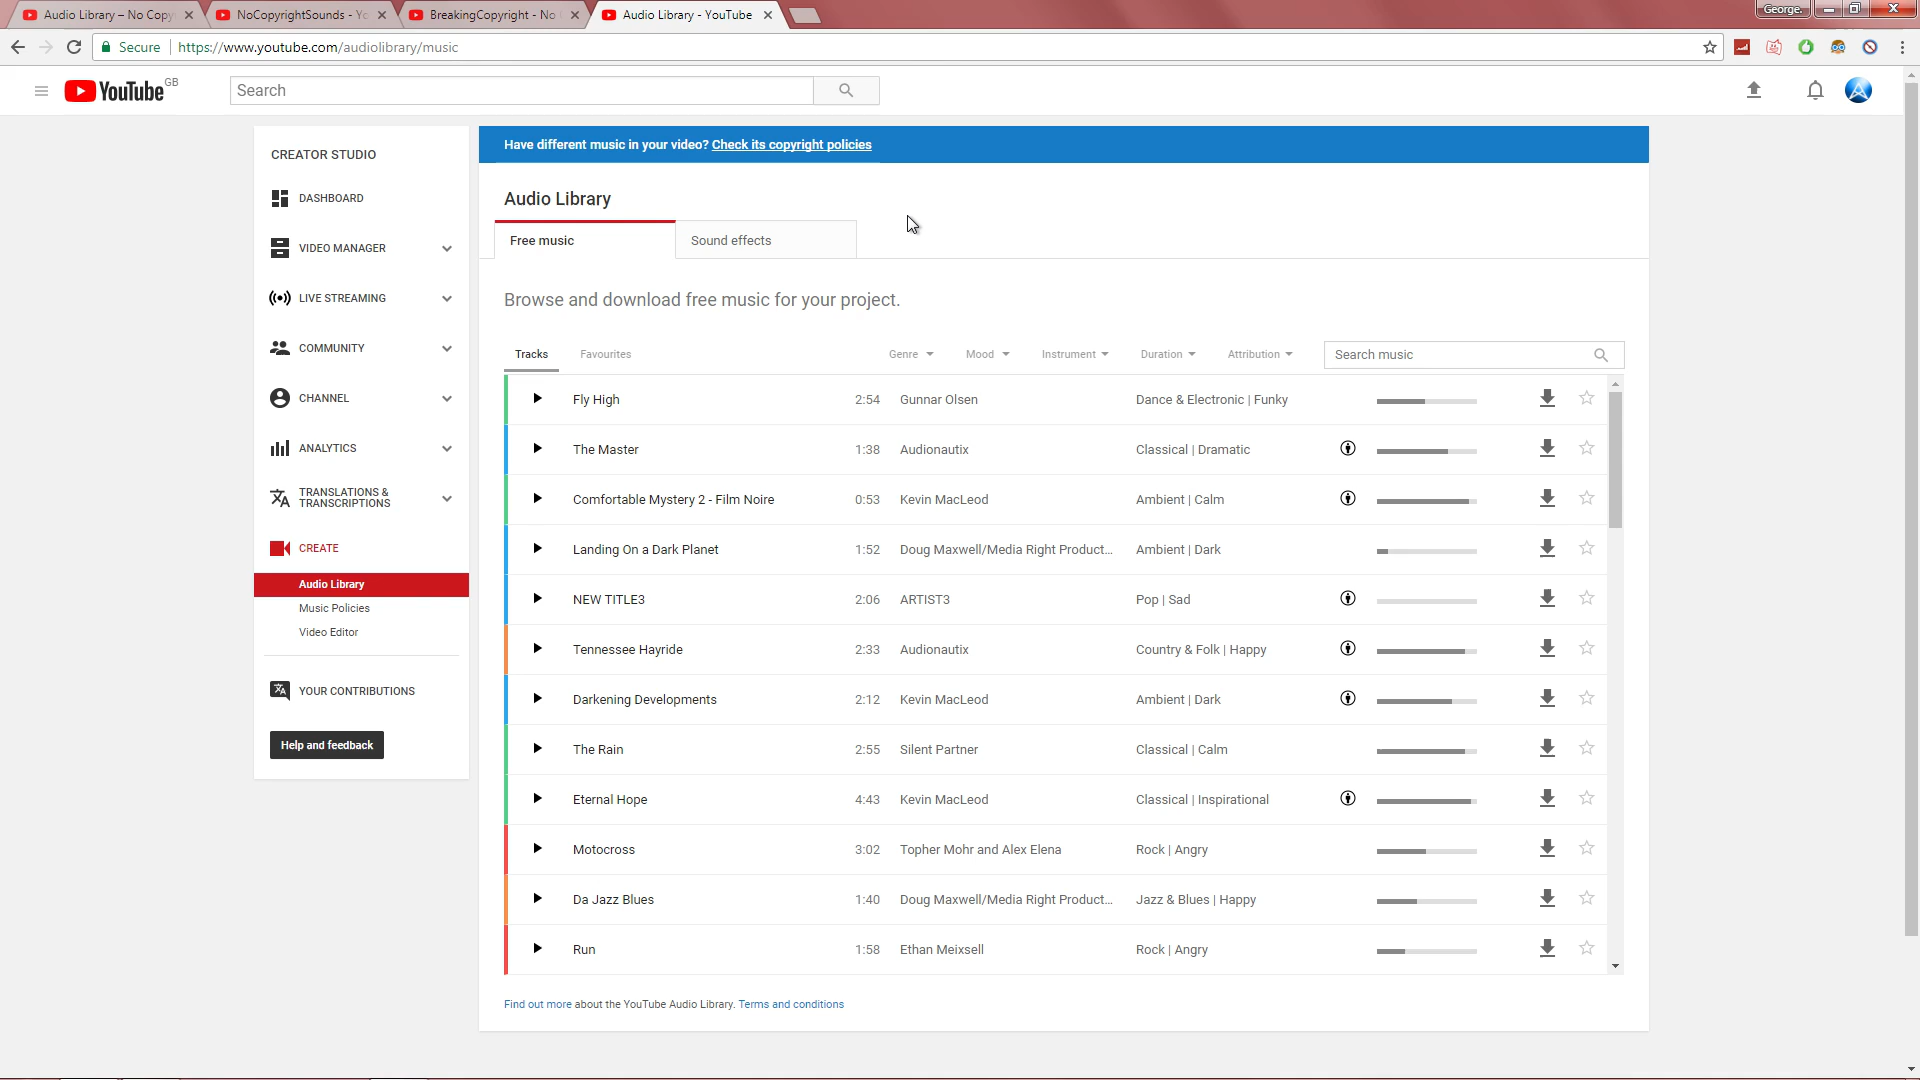 Audio Library – No Copy
NoCopyrightSounds - Yo
BreakingCopyright - No
Audio Library - YouTube
George.
Secure
https://www.youtube.com/audiolibrary/music
YouTube GB
Search
CREATOR STUDIO
DASHBOARD
VIDEO MANAGER
LIVE STREAMING
COMMUNITY
CHANNEL
ANALYTICS
TRANSLATIONS &
TRANSCRIPTIONS
CREATE
Audio Library
Music Policies
Video Editor
YOUR CONTRIBUTIONS
Help and feedback
Have different music in your video? Check its copyright policies
Audio Library
Free music
Sound effects
Browse and download free music for your project.
Tracks Favourites Genre Mood Instrument Duration Attribution Search music
Fly High 2:54 Gunnar Olsen Dance & Electronic | Funky
The Master 1:38 Audionautix Classical | Dramatic
Comfortable Mystery 2 - Film Noire 0:53 Kevin MacLeod Ambient | Calm
Landing On a Dark Planet 1:52 Doug Maxwell/Media Right Product... Ambient | Dark
NEW TITLE3 2:06 ARTIST3 Pop | Sad
Tennessee Hayride 2:33 Audionautix Country & Folk | Happy
Darkening Developments 2:12 Kevin MacLeod Ambient | Dark
The Rain 2:55 Silent Partner Classical | Calm
Eternal Hope 4:43 Kevin MacLeod Classical | Inspirational
Motocross 3:02 Topher Mohr and Alex Elena Rock | Angry
Da Jazz Blues 1:40 Doug Maxwell/Media Right Product... Jazz & Blues | Happy
Run 1:58 Ethan Meixsell Rock | Angry
Find out more about the YouTube Audio Library. Terms and conditions